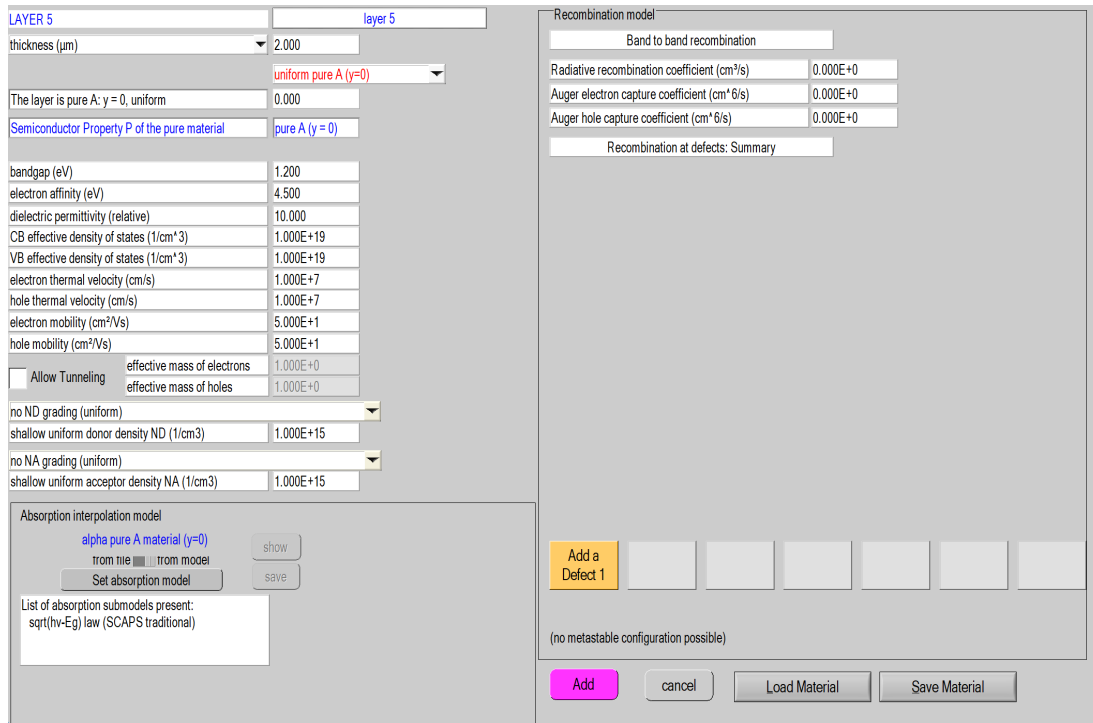 LAYER 5 layer 5
thickness (µm) 2.000
uniform pure A (y=0)
The layer is pure A: y = 0, uniform 0.000
Semiconductor Property P of the pure material pure A (y = 0)
bandgap (eV) 1.200
electron affinity (eV) 4.500
dielectric permittivity (relative) 10.000
CB effective density of states (1/cm^3) 1.000E+19
VB effective density of states (1/cm^3) 1.000E+19
electron thermal velocity (cm/s) 1.000E+7
hole thermal velocity (cm/s) 1.000E+7
electron mobility (cm²/Vs) 5.000E+1
hole mobility (cm²/Vs) 5.000E+1
Allow Tunneling
effective mass of electrons 1.000E+0
effective mass of holes 1.000E+0
no ND grading (uniform)
shallow uniform donor density ND (1/cm3) 1.000E+15
no NA grading (uniform)
shallow uniform acceptor density NA (1/cm3) 1.000E+15
Absorption interpolation model
alpha pure A material (y=0)
from file from model
show
Set absorption model
save
List of absorption submodels present:
sqrt(hv-Eg) law (SCAPS traditional)
Recombination model
Band to band recombination
Radiative recombination coefficient (cm³/s) 0.000E+0
Auger electron capture coefficient (cm^6/s) 0.000E+0
Auger hole capture coefficient (cm^6/s) 0.000E+0
Recombination at defects: Summary
Add a
Defect 1
(no metastable configuration possible)
Add cancel Load Material Save Material